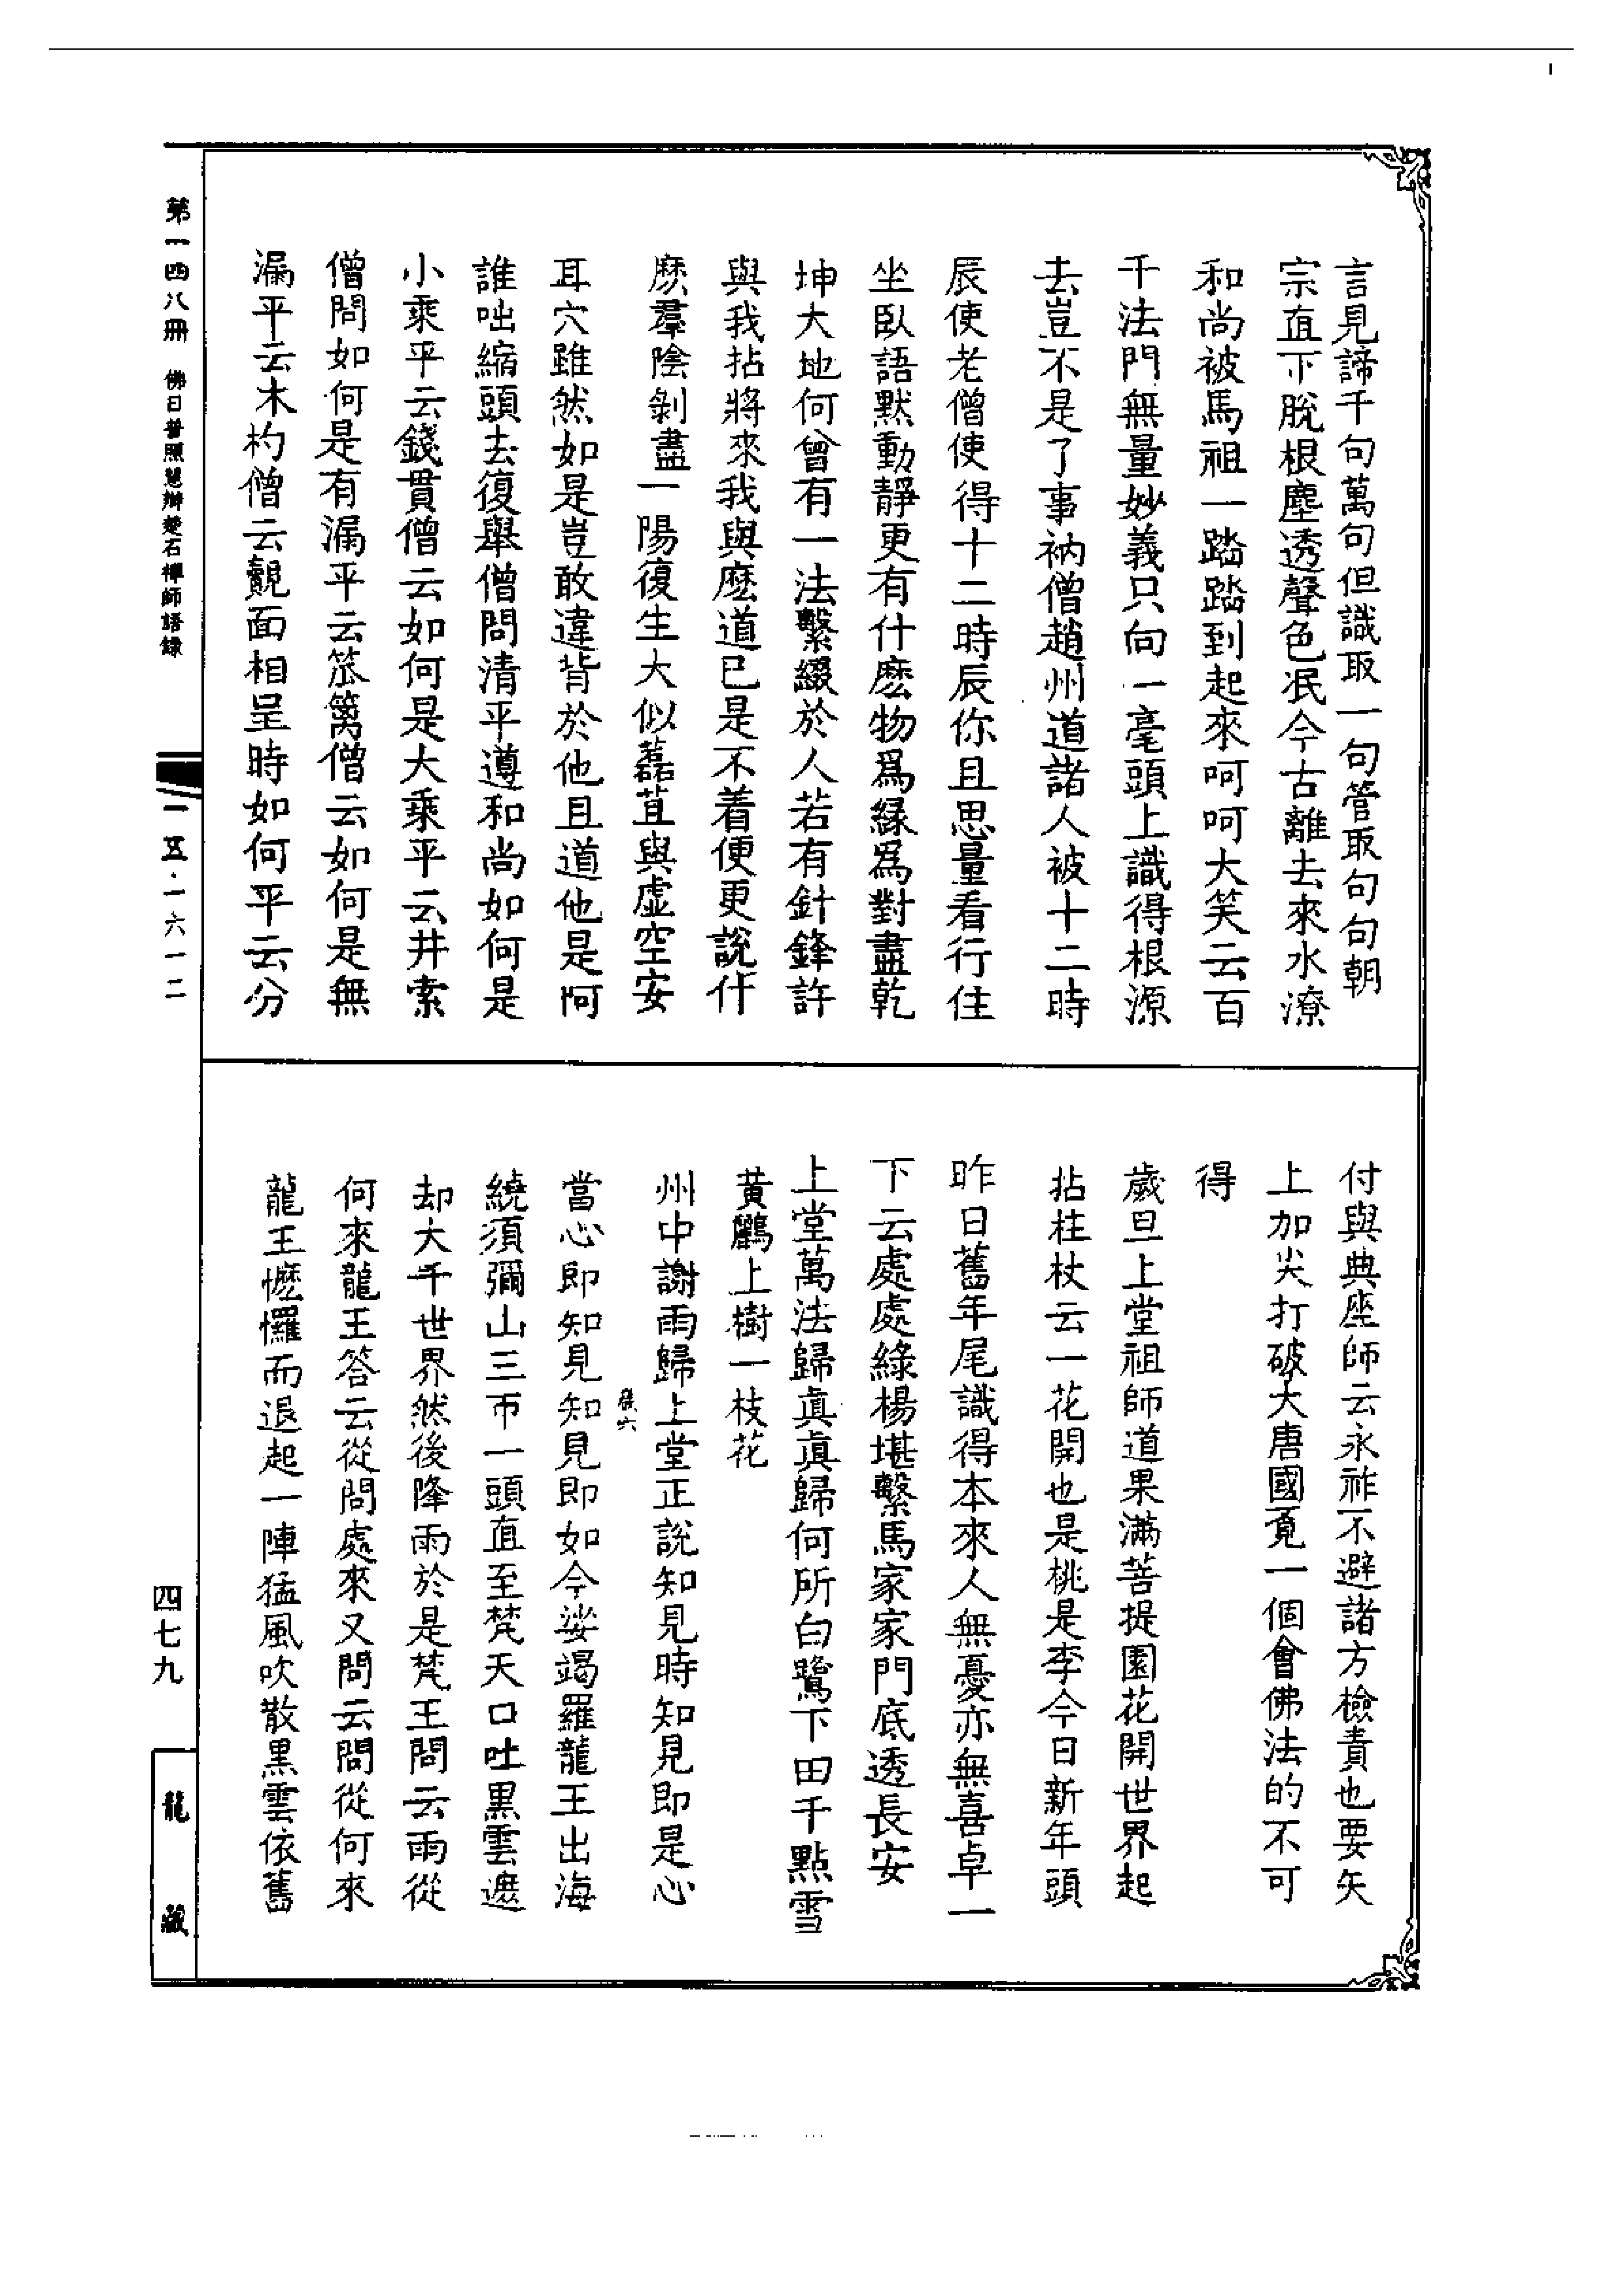 言見諦千句萬句但識取一句管取句句朝
宗直下脫根塵透聲色泯今古離去來水潦
和尚被馬祖一踏踏到起來呵呵大笑云百
千法門無量妙義只向一毫頭上識得根源
去豈不是了事衲僧趙州道諸人被十二時
辰使老僧使得十二時辰你且思量看行住
坐臥語默動靜更有什麽物爲緣爲對盡乾
坤大地何曾有一法繫綴於人若有針鋒許
與我拈將來我與麽道已是不着便更說什
麽羣陰剝盡一陽復生大似磊苴與虛空安
耳穴雖然如是豈敢違背於他且道他是阿
誰咄縮頭去復舉僧問清平遵和尚如何是
小乘平云錢貫僧云如何是大乘平云井索
僧問如何是有漏平云笊籬僧云如何是無
漏平云木杓僧云覿面相呈時如何平云分
付與典座師云永祚不避諸方檢責也要矢
上加尖打破大唐國覓一個會佛法的不可
得
歲旦上堂祖師道果滿菩提園花開世界起
拈柱杖云一花開也是桃是李今日新年頭
昨日舊年尾識得本來人無憂亦無喜卓一
下云處處綠楊堪繫馬家家門底透長安
上堂萬法歸眞眞歸何所白鷺下田千點雪
黃鸝上樹一枝花
州中謝雨歸上堂正說知見時知見即是心
當心即知見知見即如今娑竭羅龍王出海
繞須彌山三帀一頭直至梵天口吐黑雲遮
却大千世界然後降雨於是梵王問云雨從
何來龍王答云從問處來又問云問從何來
龍王懡㦬而退起一陣猛風吹散黑雲依舊
第一四八冊 佛日普照慧辯楚石禪師語錄
一五·一六一二
四七九
龍藏